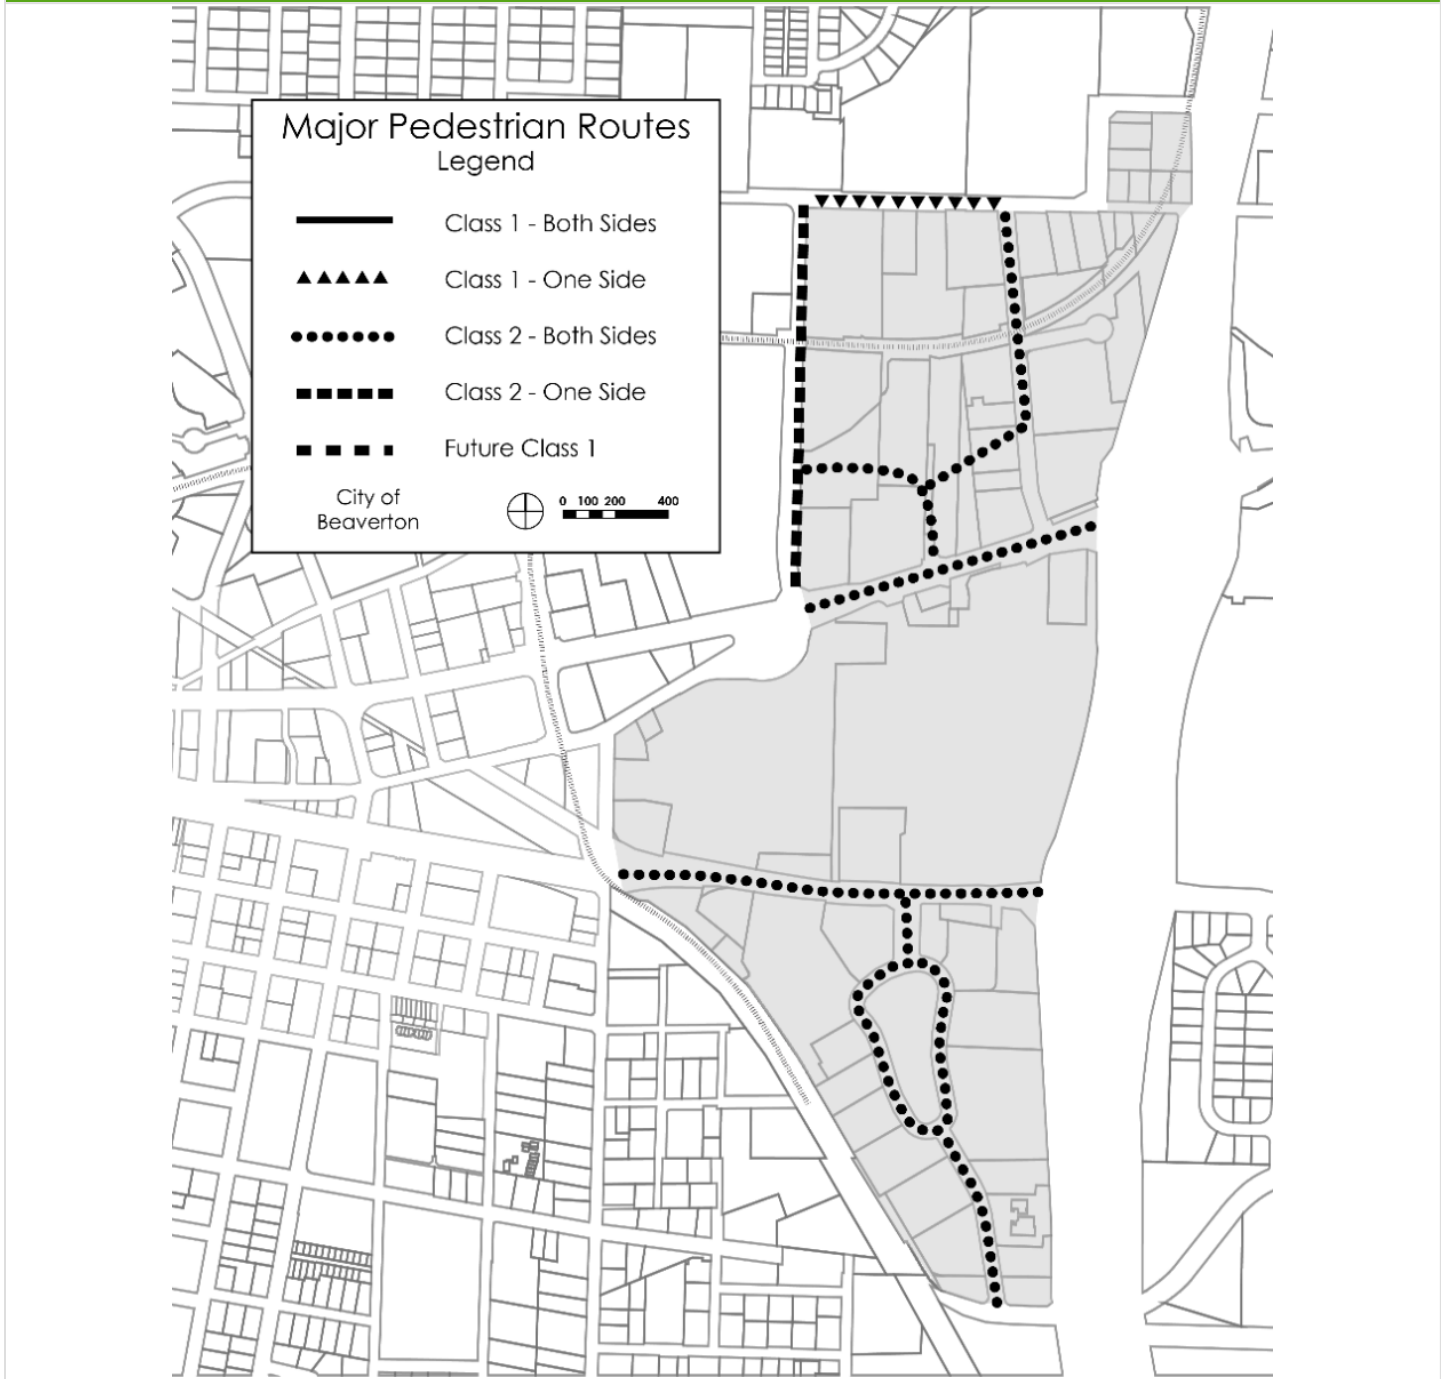 Major Pedestrian Routes
Legend
Class 1 - Both Sides
Class 1 - One Side
Class 2 - Both Sides
Class 2 - One Side
Future Class 1
City of
Beaverton
0 100 200 400